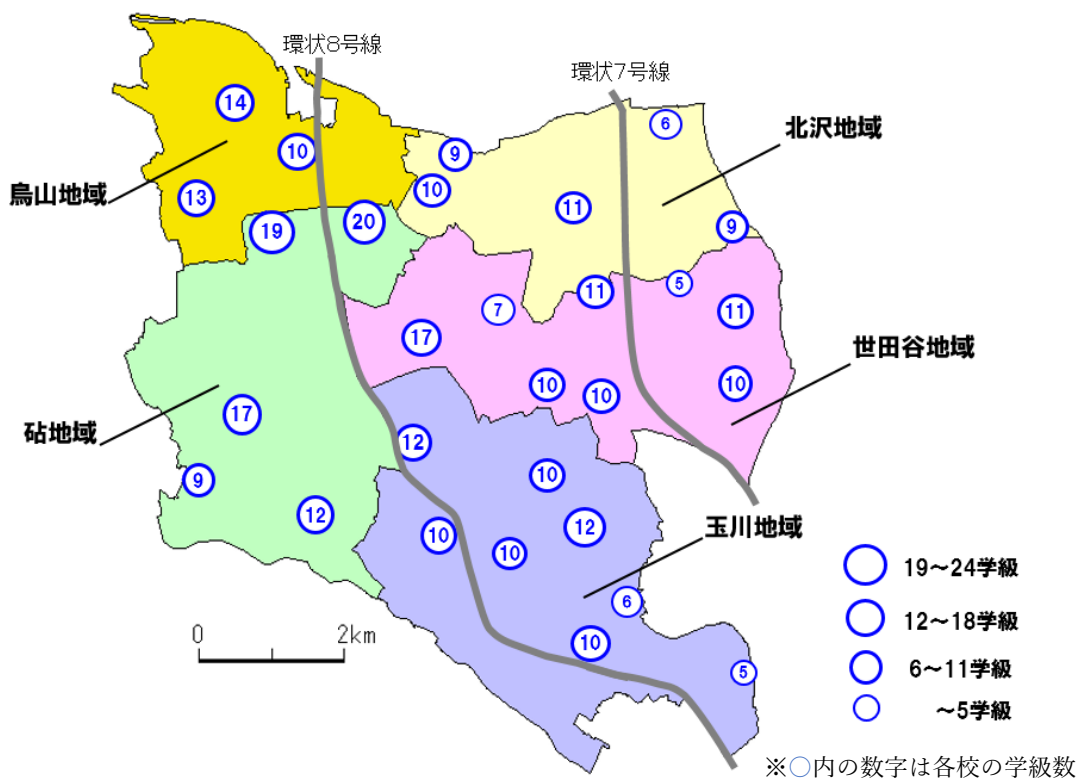 環状8号線
環状7号線
14
6
北沢地域
10
9
烏山地域
13
10
11
19
20
9
5
7
11
11
17
世田谷地域
10
10
10
17
砧地域
12
9
10
12
12
玉川地域
10
10
6
10
5
0 2km
19～24学級
12～18学級
6～11学級
～5学級
※○内の数字は各校の学級数